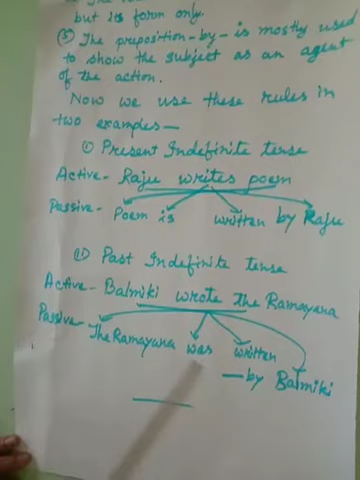 but its form only.
(5) The preposition-by-is mostly used
to show the subject as an agent
of the action.
Now we use these rules in
two examples—
(i) Present Indefinite tense
Active- Raju writes poem
Passive- Poem is written by Raju
(ii) Past Indefinite tense
Active- Balmiki wrote the Ramayana
Passive- The Ramayana was written
—by Balmiki